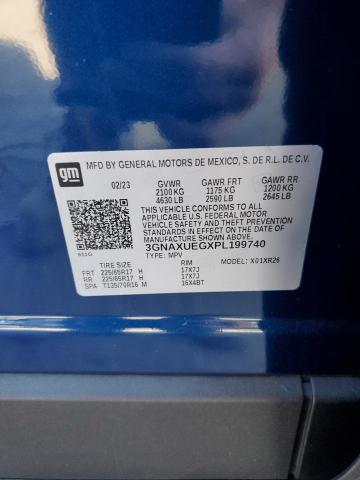 gm
MFD BY GENERAL MOTORS DE MEXICO, S. DE R.L. DE C.V.
02/23 GVWR GAWR FRT GAWR RR
2100 KG 1175 KG 1200 KG
4630 LB 2590 LB 2645 LB
THIS VEHICLE CONFORMS TO ALL APPLICABLE
U.S. FEDERAL MOTOR VEHICLE SAFETY, BUMPER,
AND THEFT PREVENTION STANDARDS IN EFFECT ON
THE DATE OF MANUFACTURE SHOWN ABOVE.
3GNAXUEGXPL199740
TYPE: MPV MODEL: X01XR26
TIRE SIZE RIM
FRT 225/65R17 H 17X7J
RR 225/65R17 H 17X7J
SPA T135/70R16 M 16X4BT